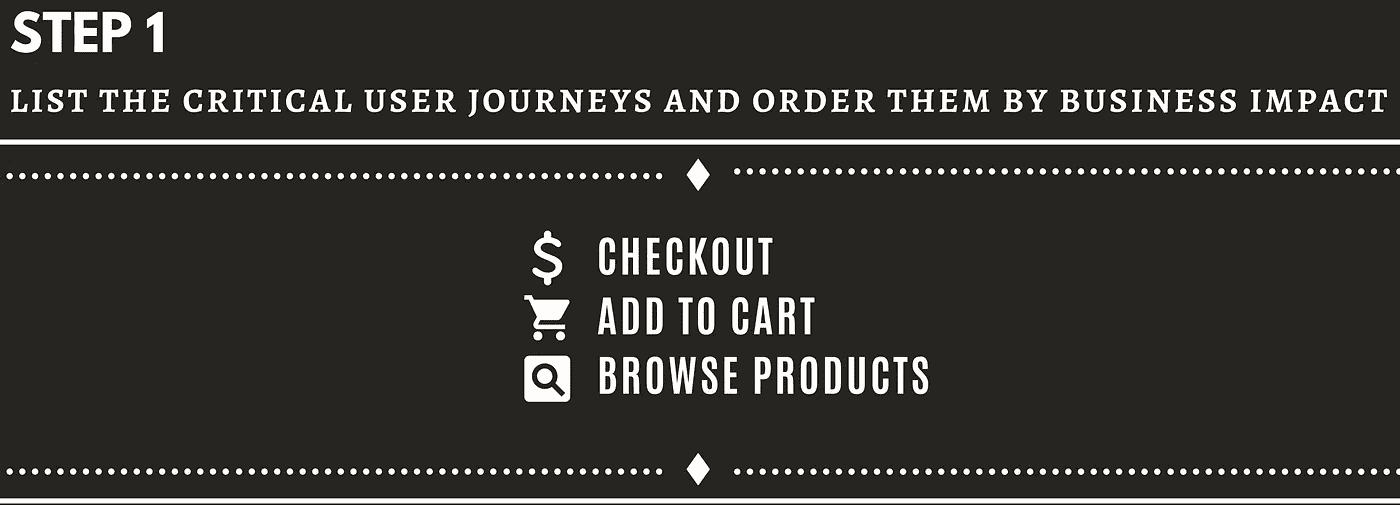 STEP 1
LIST THE CRITICAL USER JOURNEYS AND ORDER THEM BY BUSINESS IMPACT
$ CHECKOUT
ADD TO CART
BROWSE PRODUCTS